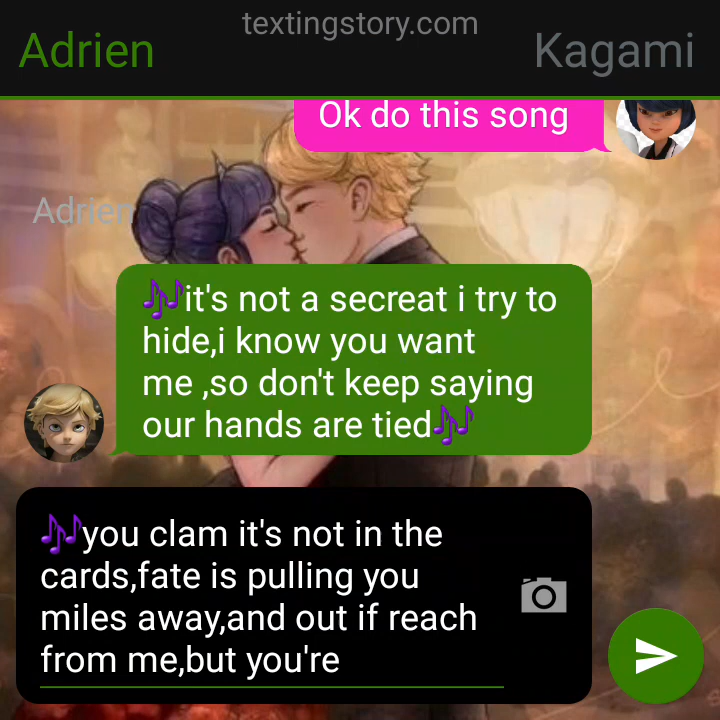 textingstory.com
Adrien
Kagami
Ok do this song
Adrien
🎶it's not a secreat i try to
hide,i know you want
me ,so don't keep saying
our hands are tied🎶
🎶you clam it's not in the
cards,fate is pulling you
miles away,and out if reach
from me,but you're